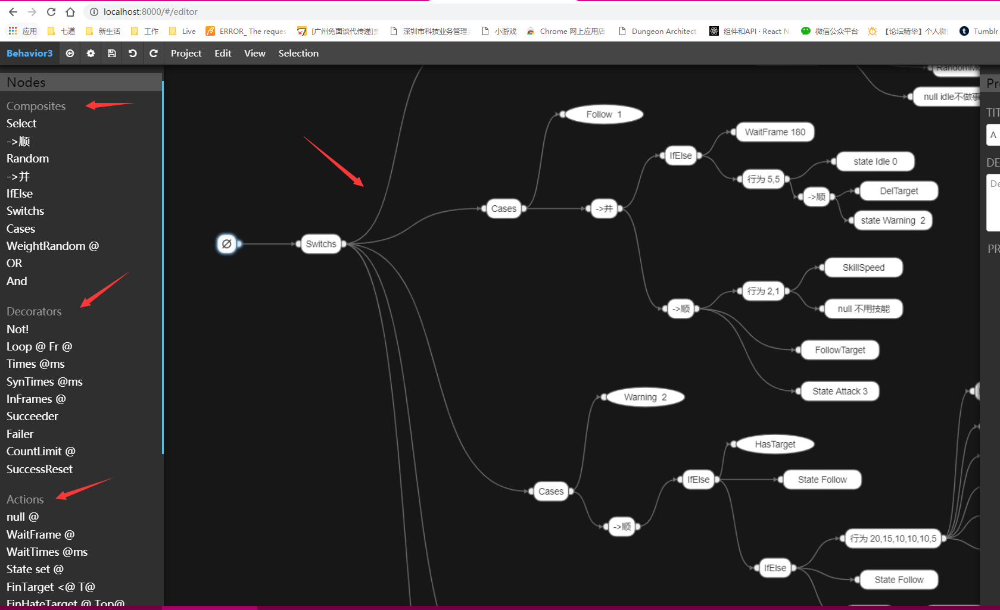 localhost:8000/#/editor
应用 七道 新生活 工作 Live ERROR_ The reques [广州免面谈代传递] 深圳市科技业务管理 小游戏 Chrome 网上应用店 Dungeon Architect 组件和API · React N 微信公众平台 【论坛精华】个人微 Tumblr
Behavior3 Project Edit View Selection
Nodes
Composites
Select
->顺
Random
->并
IfElse
Switchs
Cases
WeightRandom @
OR
And
Decorators
Not!
Loop @ Fr @
Times @ms
SynTimes @ms
InFrames @
Succeeder
Failer
CountLimit @
SuccessReset
Actions
null @
WaitFrame @
WaitTimes @ms
State set @
FinTarget <@ T@
FinHateTarget @ Top@
RandomMo
null idle不做事
Follow 1
WaitFrame 180
IfElse
state Idle 0
行为 5,5
DelTarget
->顺
Cases
->并
state Warning 2
Switchs
SkillSpeed
行为 2,1
null 不用技能
->顺
FollowTarget
State Attack 3
Warning 2
HasTarget
IfElse
State Follow
Cases
->顺
行为 20,15,10,10,10,5
IfElse
State Follow
Pr
TIT
A
DE
De
PR